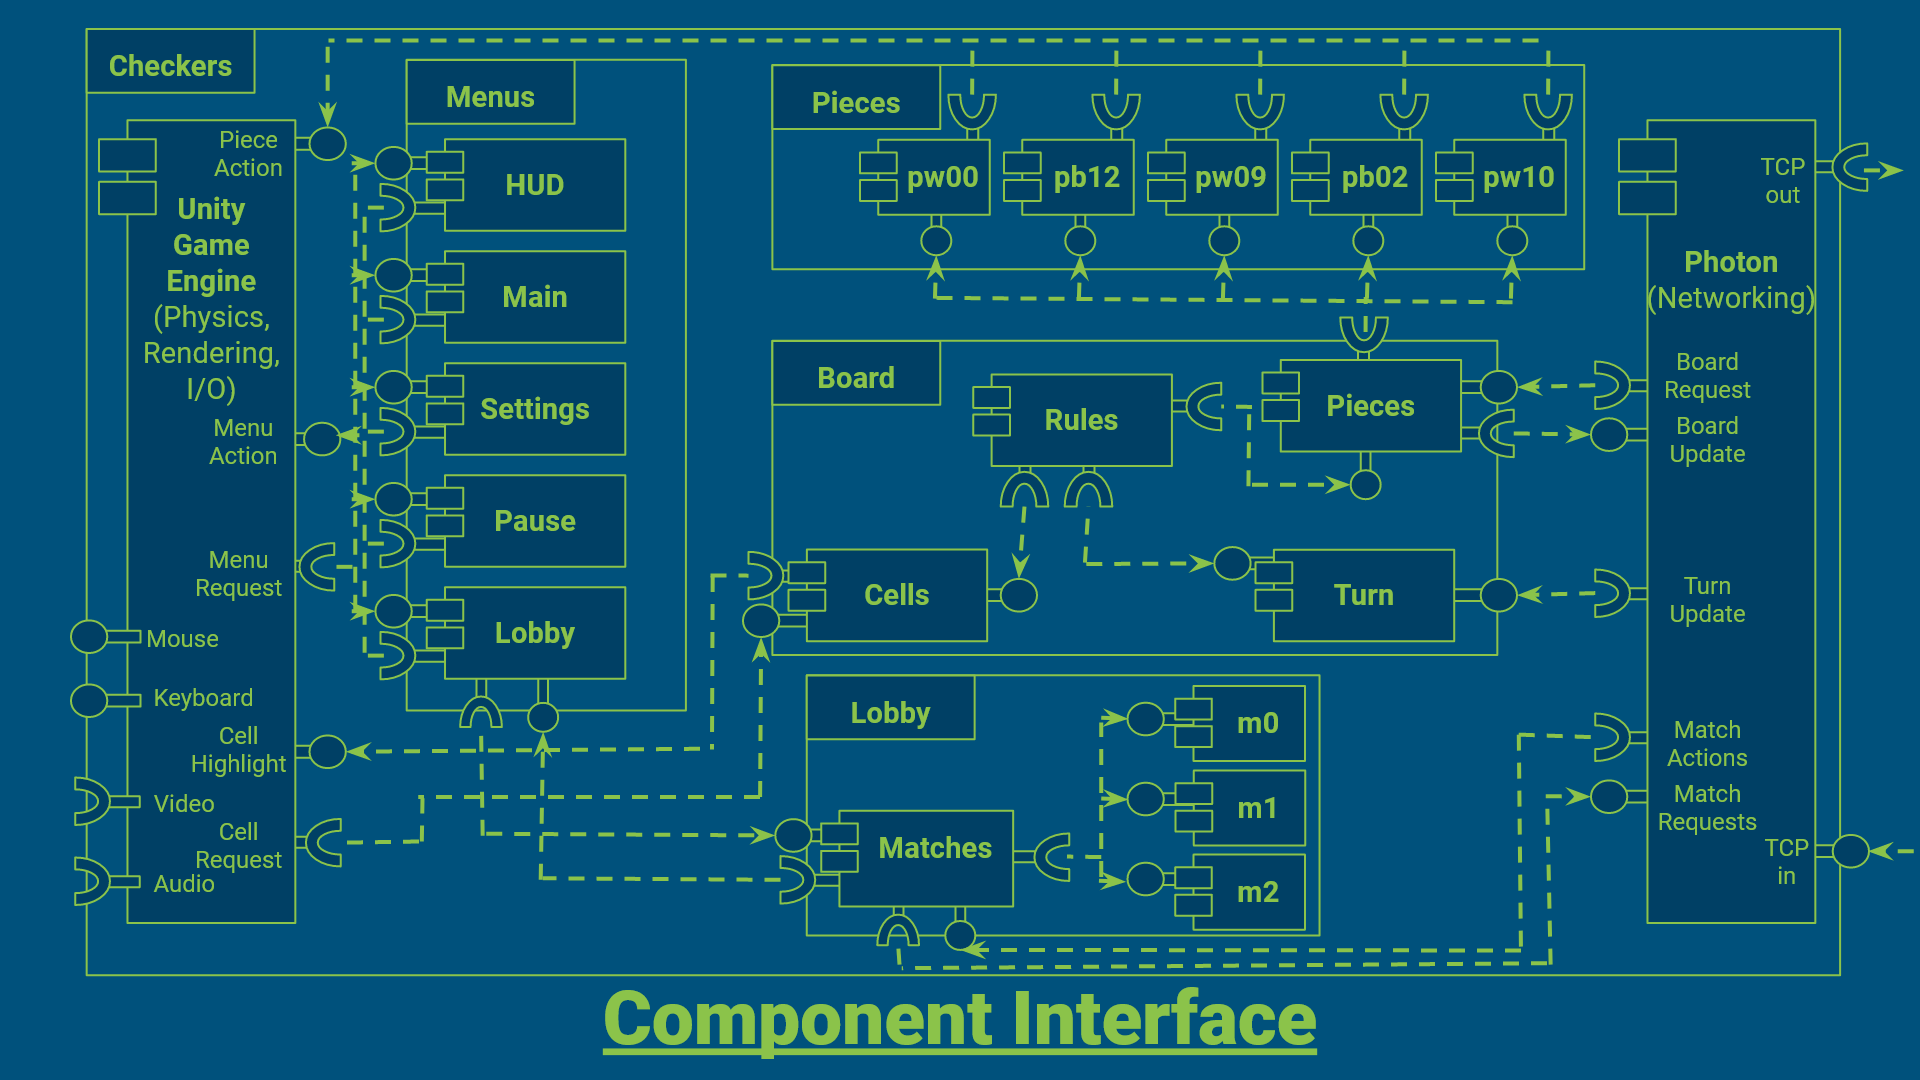 Checkers
Piece
Action
Unity
Game
Engine
(Physics,
Rendering,
I/O)
Menu
Action
Menu
Request
Mouse
Keyboard
Cell
Highlight
Video
Cell
Request
Audio
Menus
HUD
Main
Settings
Pause
Lobby
Pieces
pw00
pb12
pw09
pb02
pw10
Board
Rules
Pieces
Cells
Turn
Lobby
Matches
m0
m1
m2
TCP
out
Photon
(Networking)
Board
Request
Board
Update
Turn
Update
Match
Actions
Match
Requests
TCP
in
Component Interface